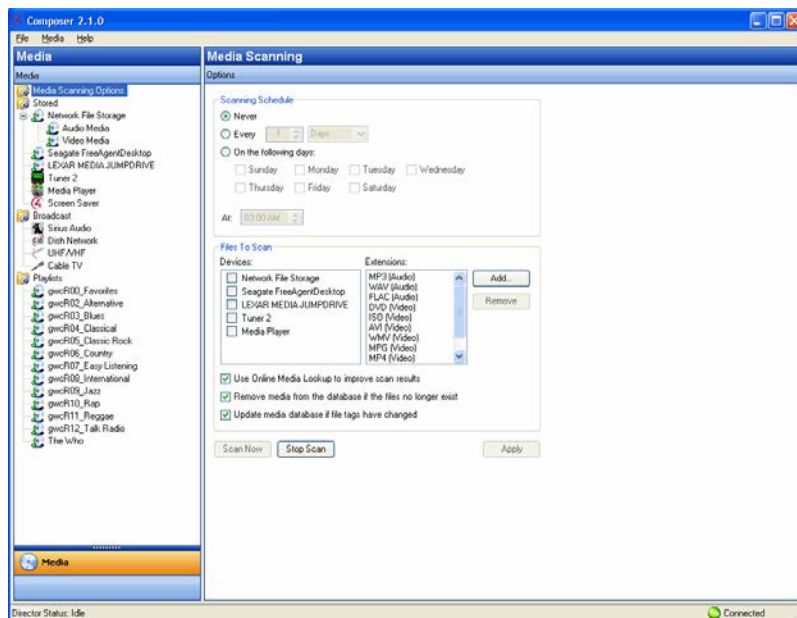 Composer 2.1.0
File Media Help
Media
Media
Media Scanning Options
Stored
Network File Storage
Audio Media
Video Media
Seagate FreeAgentDesktop
LEXAR MEDIA JUMPDRIVE
Tuner 2
Media Player
Screen Saver
Broadcast
Sirius Audio
Dish Network
UHF/VHF
Cable TV
Playlists
gwcR00_Favorites
gwcR02_Alternative
gwcR03_Blues
gwcR04_Classical
gwcR05_Classic Rock
gwcR06_Country
gwcR07_Easy Listening
gwcR08_International
gwcR09_Jazz
gwcR10_Rap
gwcR11_Reggae
gwcR12_Talk Radio
The Who
Media
Media Scanning
Options
Scanning Schedule
Never
Every 1 Days
On the following days:
Sunday Monday Tuesday Wednesday
Thursday Friday Saturday
At: 03:00 AM
Files To Scan
Devices:
Network File Storage
Seagate FreeAgentDesktop
LEXAR MEDIA JUMPDRIVE
Tuner 2
Media Player
Extensions:
MP3 (Audio)
WAV (Audio)
FLAC (Audio)
DVD (Video)
ISO (Video)
AVI (Video)
WMV (Video)
MPG (Video)
MP4 (Video)
Add...
Remove
Use Online Media Lookup to improve scan results
Remove media from the database if the files no longer exist
Update media database if file tags have changed
Scan Now Stop Scan Apply
Director Status: Idle Connected